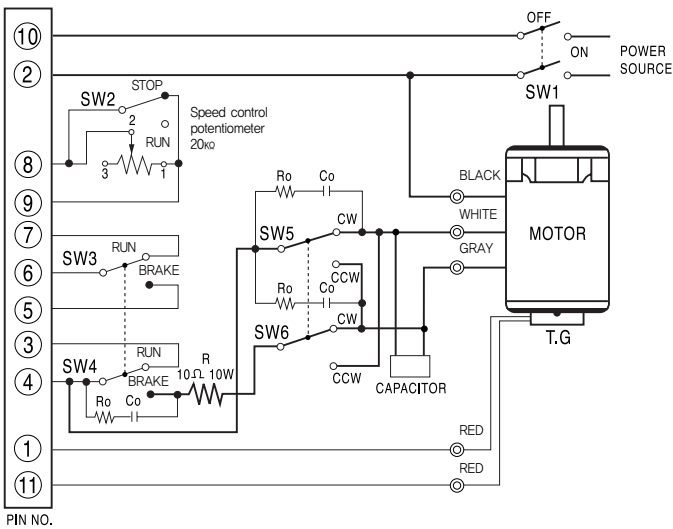 OFF
10
ON
POWER
SOURCE
2
SW1
STOP
SW2
Speed control
potentiometer
20KΩ
2
RUN
8
3
1
BLACK
9
Ro
Co
WHITE
CW
7
SW5
MOTOR
RUN
GRAY
SW3
6
BRAKE
CCW
Ro
Co
5
CW
SW6
T.G
3
RUN
R
SW4
10Ω 10W
4
BRAKE
CCW
CAPACITOR
Ro
Co
RED
1
RED
11
PIN NO.